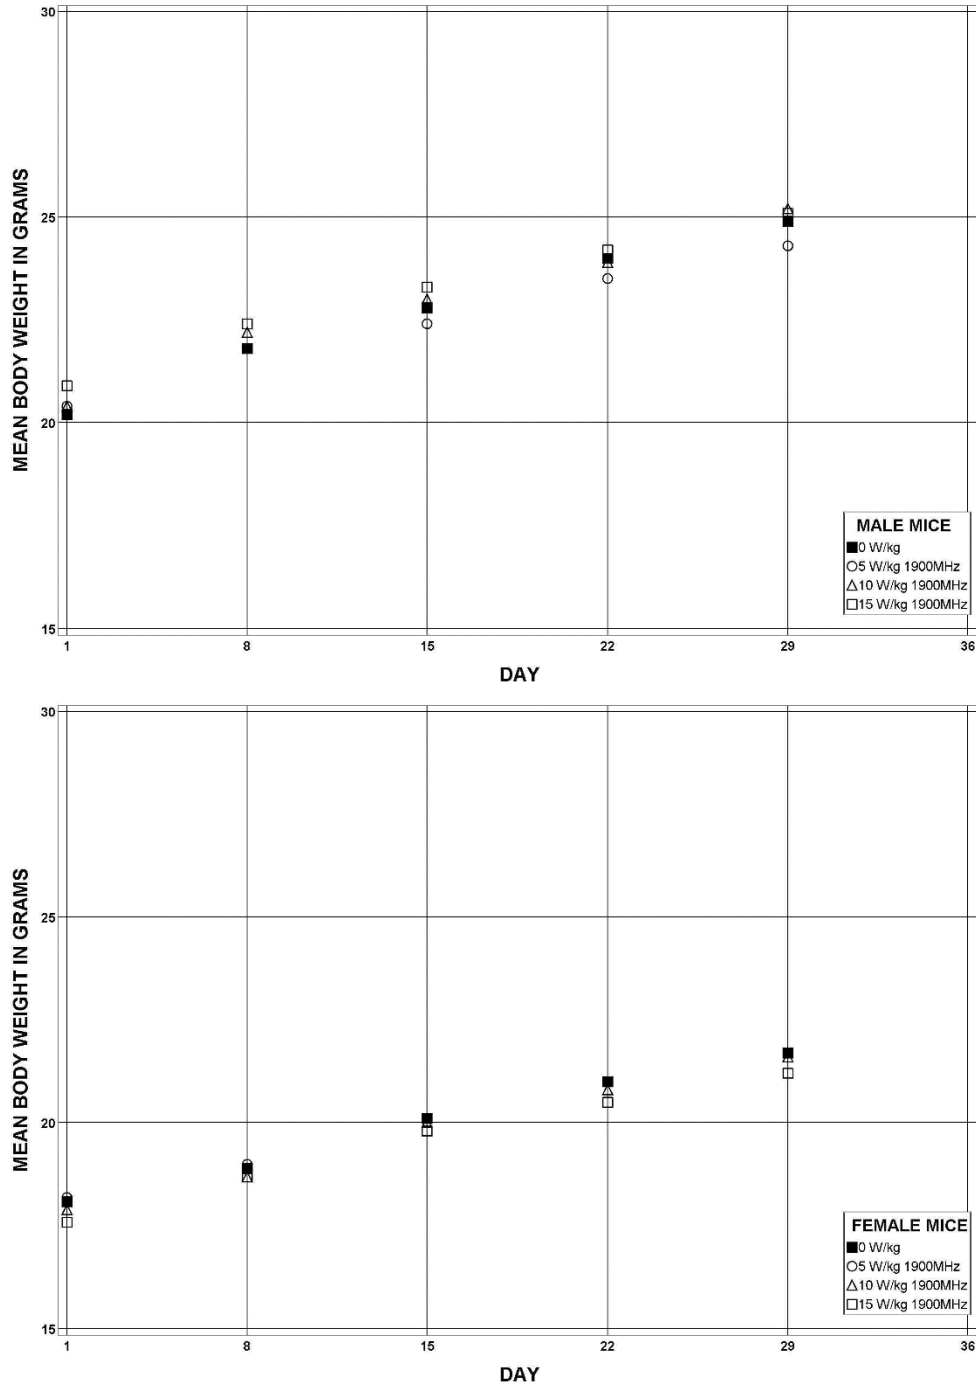 30
25
20
15
MEAN BODY WEIGHT IN GRAMS
MALE MICE
0 W/kg
5 W/kg 1900MHz
10 W/kg 1900MHz
15 W/kg 1900MHz
1 8 15 22 29 36
DAY
30
25
20
15
MEAN BODY WEIGHT IN GRAMS
FEMALE MICE
0 W/kg
5 W/kg 1900MHz
10 W/kg 1900MHz
15 W/kg 1900MHz
1 8 15 22 29 36
DAY